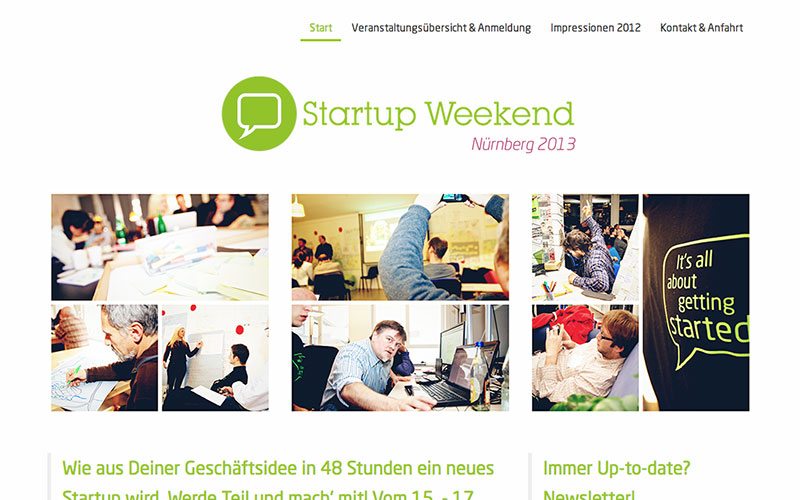 Start Veranstaltungsübersicht & Anmeldung Impressionen 2012 Kontakt & Anfahrt
Startup Weekend
Nürnberg 2013
It's all
about
getting
started
Wie aus Deiner Geschäftsidee in 48 Stunden ein neues
Startup wird. Werde Teil und mach' mit! Vom 15. - 17.
Immer Up-to-date?
Newsletter!